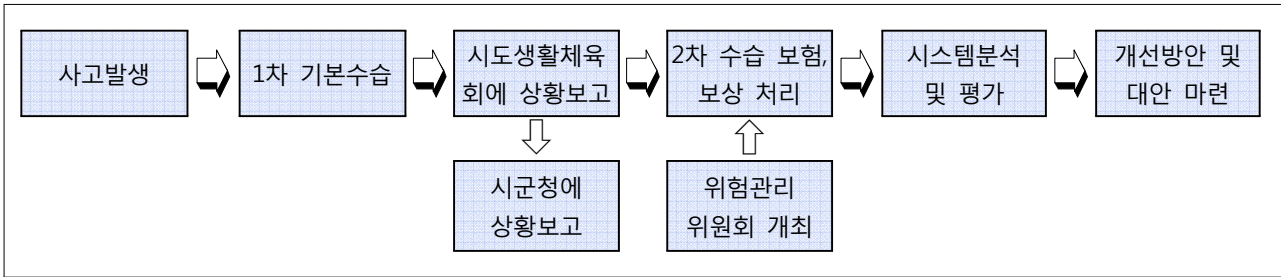 사고발생
1차 기본수습
시도생활체육
회에 상황보고
2차 수습 보험,
보상 처리
시스템분석
및 평가
개선방안 및
대안 마련
시군청에
상황보고
위험관리
위원회 개최